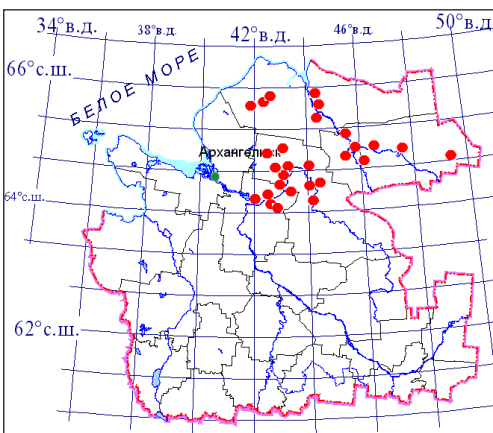 34°в.д.
38°в.д.
42°в.д.
46°в.д.
50°в.д.
66°с.ш.
БЕЛОЕ МОРЕ
Архангельск
64°с.ш.
62°с.ш.